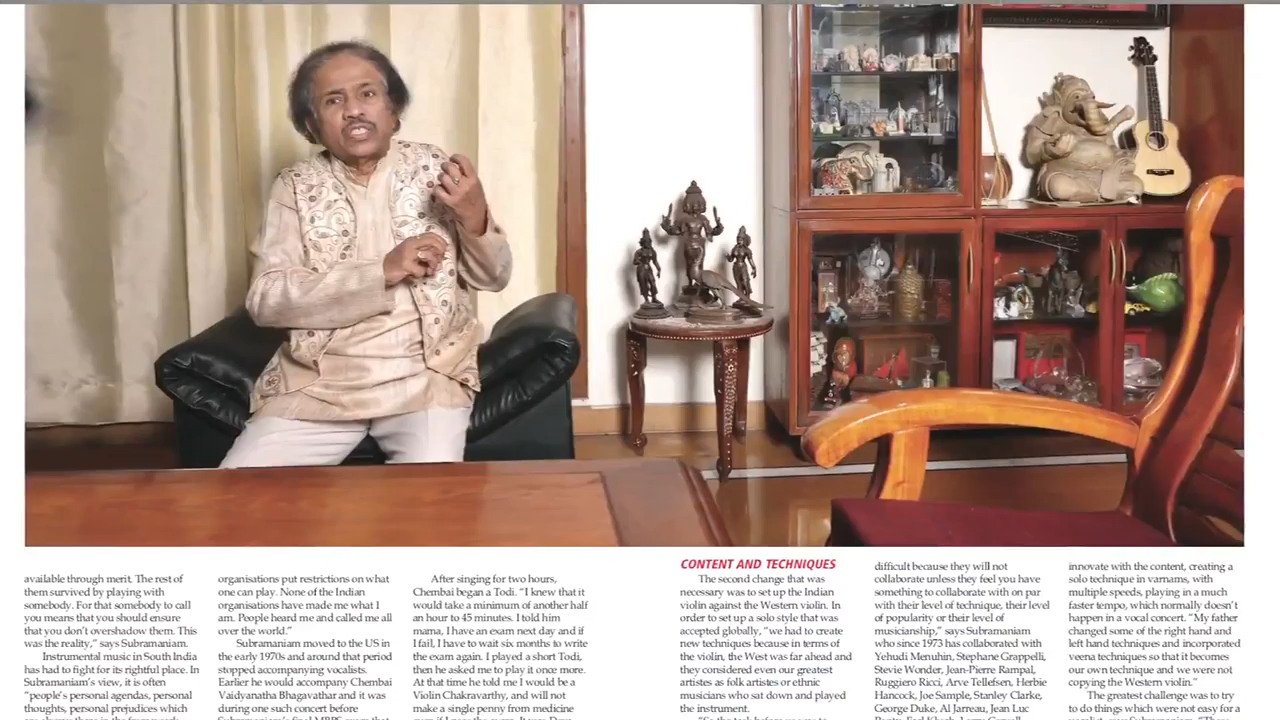 available through merit. The rest of
them survived by playing with
somebody. For that somebody to call
you means that you should ensure
that you don't overshadow them. This
was the reality," says Subramaniam.
Instrumental music in South India
has had to fight for its rightful place. In
Subramaniam's view, it is often
"people's personal agendas, personal
thoughts, personal prejudices which
organisations put restrictions on what
one can play. None of the Indian
organisations have made me what I
am. People heard me and called me all
over the world."
Subramaniam moved to the US in
the early 1970s and around that period
stopped accompanying vocalists.
Earlier he would accompany Chembai
Vaidyanatha Bhagavathar and it was
during one such concert before
Subramaniam's final MBBS exam that
After singing for two hours,
Chembai began a Todi. "I knew that it
would take a minimum of another half
an hour to 45 minutes. I told him
mama, I have an exam next day and if
I fail, I have to wait six months to write
the exam again. I played a short Todi,
then he asked me to play it once more.
At that time he told me I would be a
Violin Chakravarthy, and will not
make a single penny from medicine
CONTENT AND TECHNIQUES
The second change that was
necessary was to set up the Indian
violin against the Western violin. In
order to set up a solo style that was
accepted globally, "we had to create
new techniques because in terms of
the violin, the West was far ahead and
they considered even our greatest
artistes as folk artistes or ethnic
musicians who sat down and played
the instrument.
difficult because they will not
collaborate unless they feel you have
something to collaborate with on par
with their level of technique, their level
of popularity or their level of
musicianship," says Subramaniam
who since 1973 has collaborated with
Yehudi Menuhin, Stephane Grappelli,
Stevie Wonder, Jean-Pierre Rampal,
Ruggiero Ricci, Arve Tellefsen, Herbie
Hancock, Joe Sample, Stanley Clarke,
George Duke, Al Jarreau, Jean Luc
innovate with the content, creating a
solo technique in varnams, with
multiple speeds, playing in a much
faster tempo, which normally doesn't
happen in a vocal concert. "My father
changed some of the right hand and
left hand techniques and incorporated
veena techniques so that it becomes
our own technique and we were not
copying the Western violin."
The greatest challenge was to try
to do things which were not easy for a